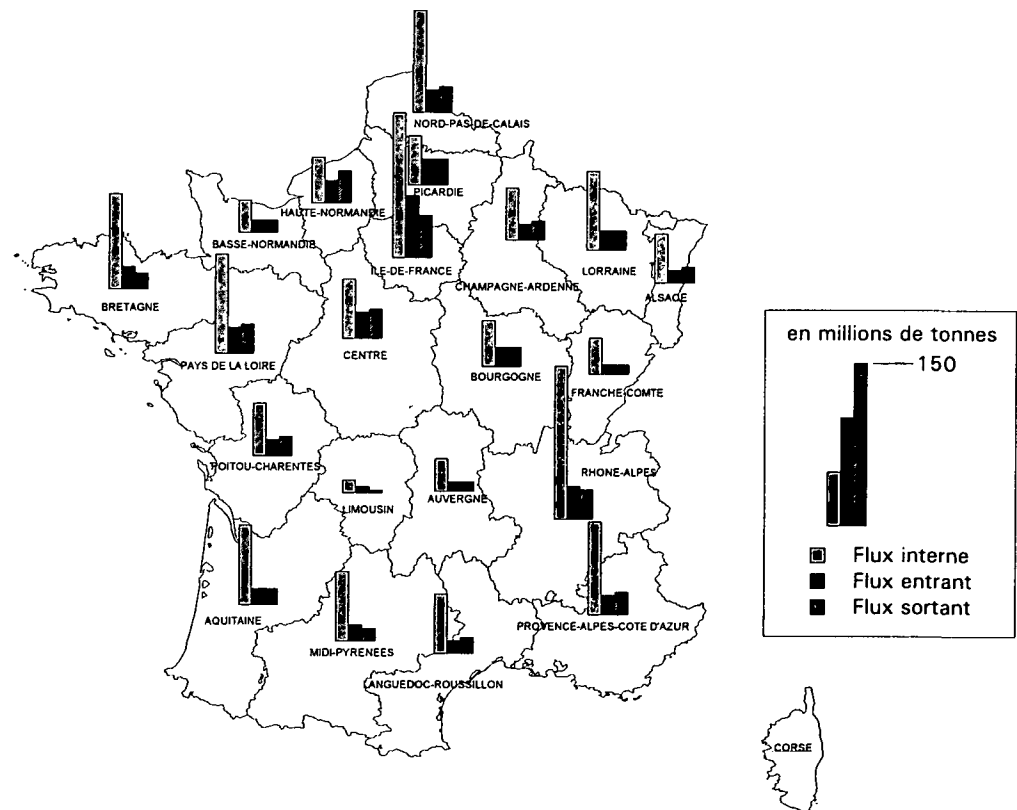 NORD-PAS-DE-CALAIS
PICARDIE
HAUTE-NORMANDIE
BASSE-NORMANDIE
ILE-DE-FRANCE
LORRAINE
CHAMPAGNE-ARDENNE
ALSACE
BRETAGNE
PAYS DE LA LOIRE
CENTRE
BOURGOGNE
FRANCHE-COMTE
POITOU-CHARENTES
LIMOUSIN
AUVERGNE
RHONE-ALPES
AQUITAINE
MIDI-PYRENEES
PROVENCE-ALPES-COTE D'AZUR
LANGUEDOC-ROUSSILLON
CORSE
en millions de tonnes
150
Flux interne
Flux entrant
Flux sortant